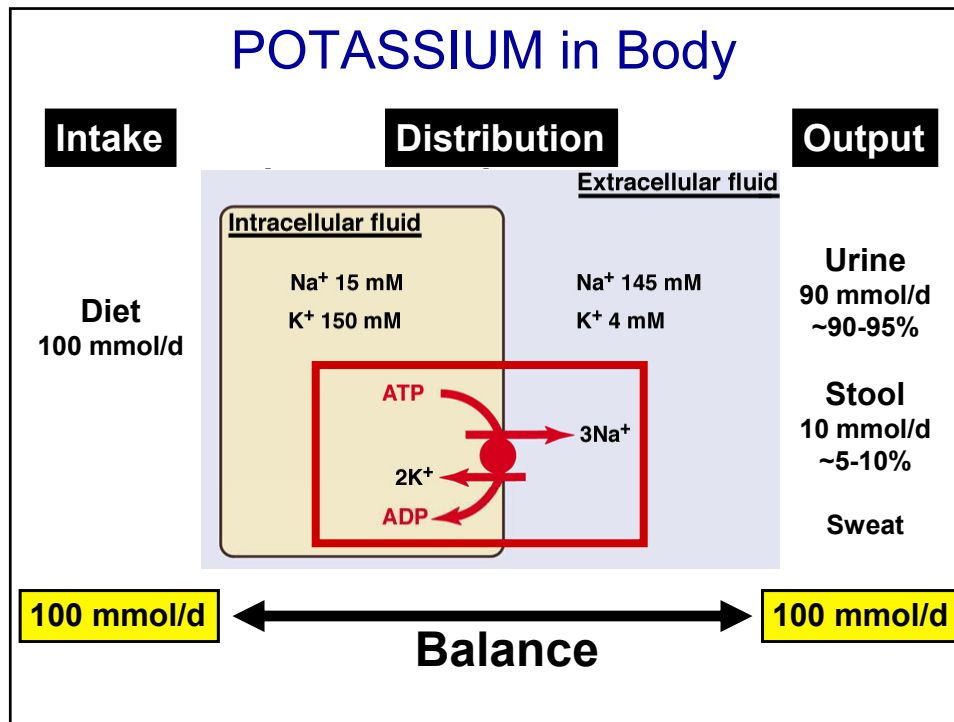 POTASSIUM in Body
Intake
Distribution
Output
Diet
100 mmol/d
Extracellular fluid
Intracellular fluid
Na⁺ 15 mM
K⁺ 150 mM
Na⁺ 145 mM
K⁺ 4 mM
ATP
3Na⁺
2K⁺
ADP
Urine
90 mmol/d
~90-95%
Stool
10 mmol/d
~5-10%
Sweat
100 mmol/d
Balance
100 mmol/d